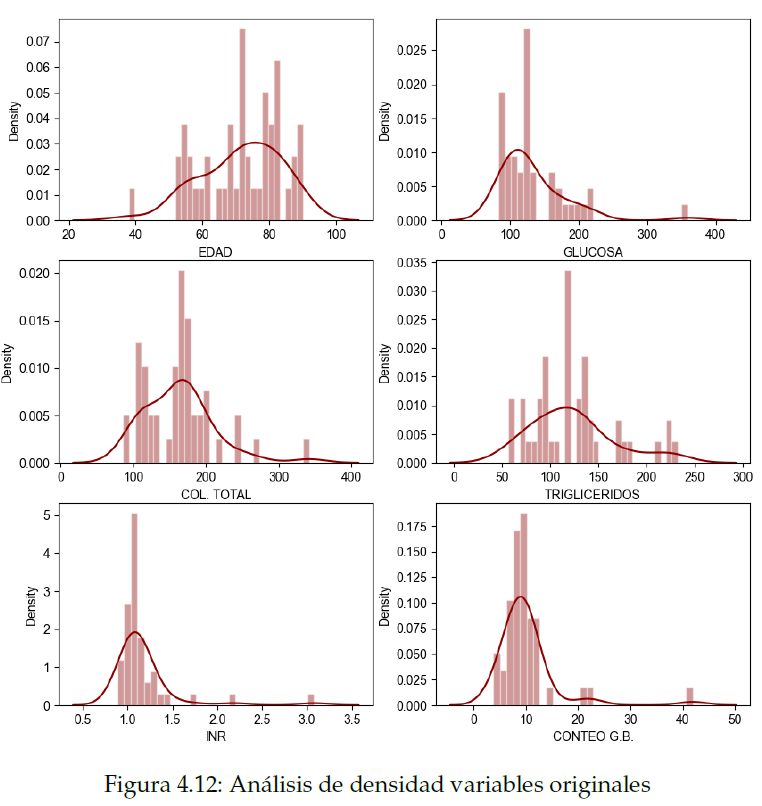 0.07
0.06
0.05
0.04
0.03
0.02
0.01
0.00
Density
20 40 60 80 100
EDAD
0.025
0.020
0.015
0.010
0.005
0.000
Density
0 100 200 300 400
GLUCOSA
0.020
0.015
0.010
0.005
0.000
Density
0 100 200 300 400
COL. TOTAL
0.035
0.030
0.025
0.020
0.015
0.010
0.005
0.000
Density
0 50 100 150 200 250 300
TRIGLICERIDOS
5
4
3
2
1
0
Density
0.5 1.0 1.5 2.0 2.5 3.0 3.5
INR
0.175
0.150
0.125
0.100
0.075
0.050
0.025
0.000
Density
0 10 20 30 40 50
CONTEO G.B.
Figura 4.12: Análisis de densidad variables originales